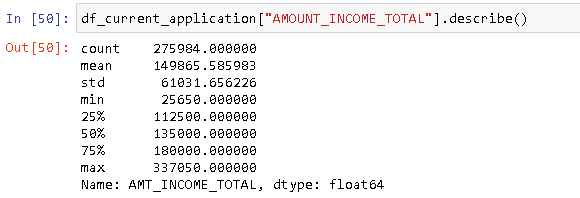 In [50]: df_current_application["AMOUNT_INCOME_TOTAL"].describe()
Out[50]: count    275984.000000
mean     149865.585983
std       61031.656226
min       25650.000000
25%      112500.000000
50%      135000.000000
75%      180000.000000
max      337050.000000
Name: AMT_INCOME_TOTAL, dtype: float64